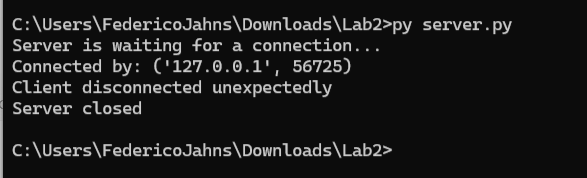 C:\Users\FedericoJahns\Downloads\Lab2>py server.py
Server is waiting for a connection...
Connected by: ('127.0.0.1', 56725)
Client disconnected unexpectedly
Server closed
C:\Users\FedericoJahns\Downloads\Lab2>